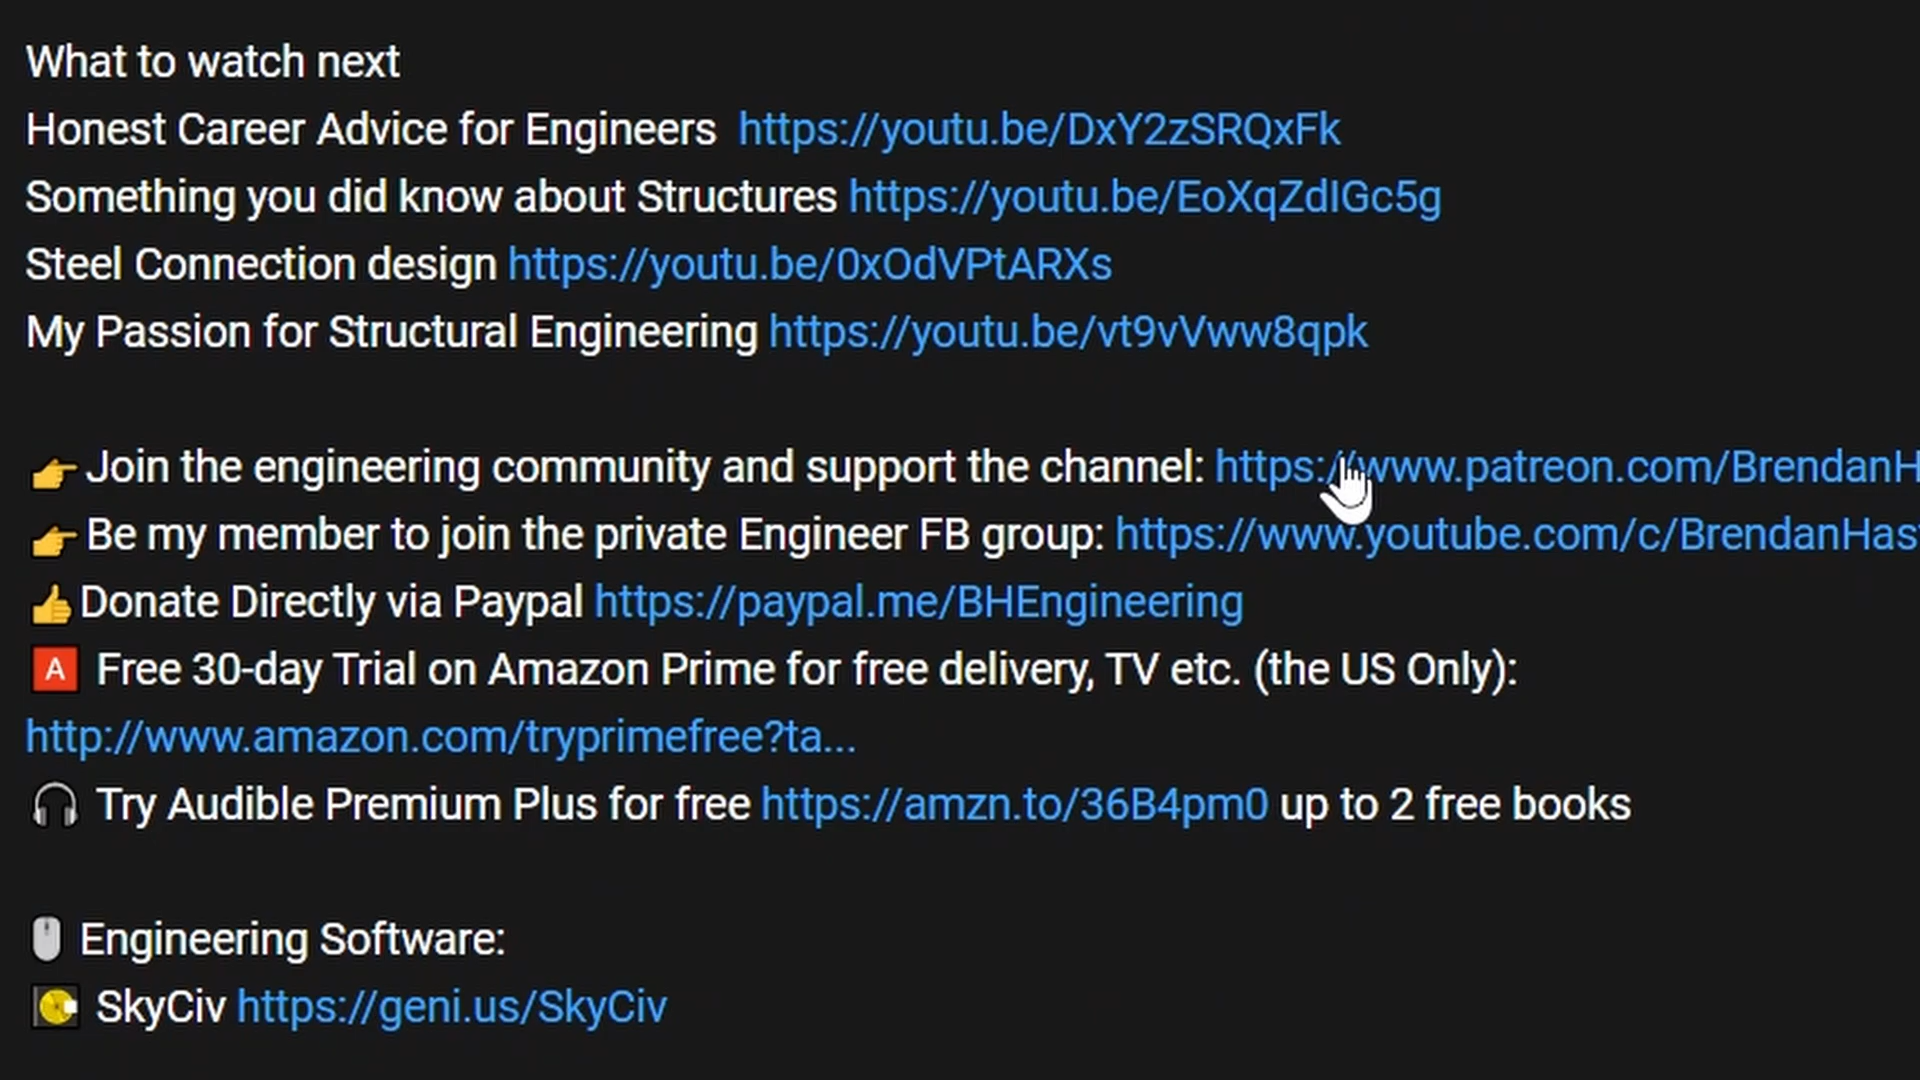 What to watch next
Honest Career Advice for Engineers https://youtu.be/DxY2zSRQxFk
Something you did know about Structures https://youtu.be/EoXqZdIGc5g
Steel Connection design https://youtu.be/0xOdVPtARXs
My Passion for Structural Engineering https://youtu.be/vt9vVww8qpk
👉Join the engineering community and support the channel: https://www.patreon.com/BrendanH
👉Be my member to join the private Engineer FB group: https://www.youtube.com/c/BrendanHas
👍Donate Directly via Paypal https://paypal.me/BHEngineering
🅰 Free 30-day Trial on Amazon Prime for free delivery, TV etc. (the US Only):
http://www.amazon.com/tryprimefree?ta...
🎧 Try Audible Premium Plus for free https://amzn.to/36B4pm0 up to 2 free books
🖱 Engineering Software:
💽 SkyCiv https://geni.us/SkyCiv